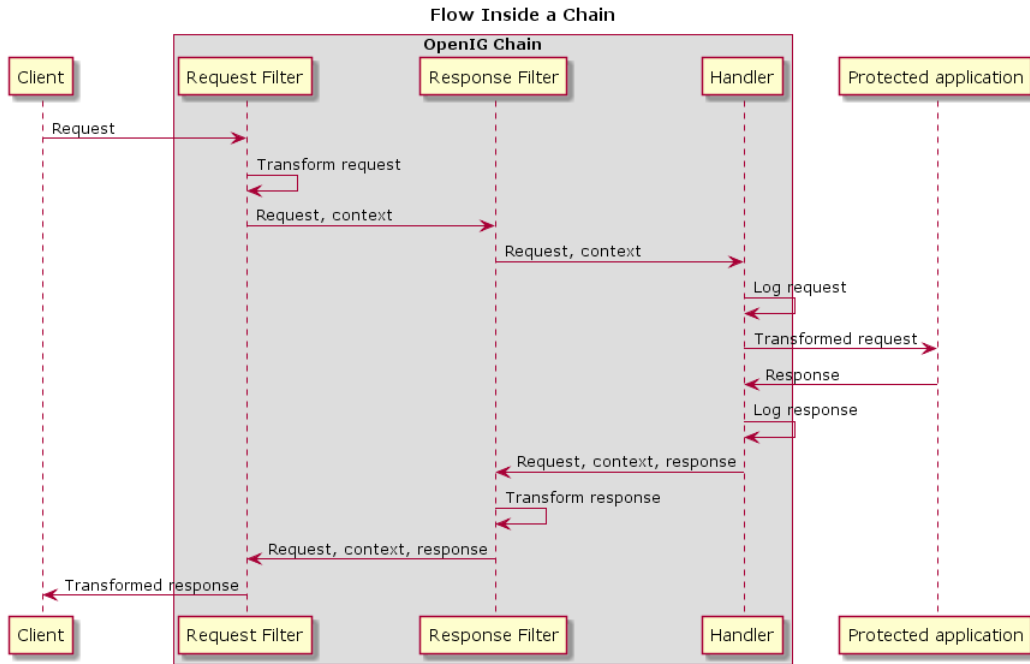 Flow Inside a Chain
OpenIG Chain
Client
Request Filter
Response Filter
Handler
Protected application
Request
Transform request
Request, context
Request, context
Log request
Transformed request
Response
Log response
Request, context, response
Transform response
Request, context, response
Transformed response
Client
Request Filter
Response Filter
Handler
Protected application